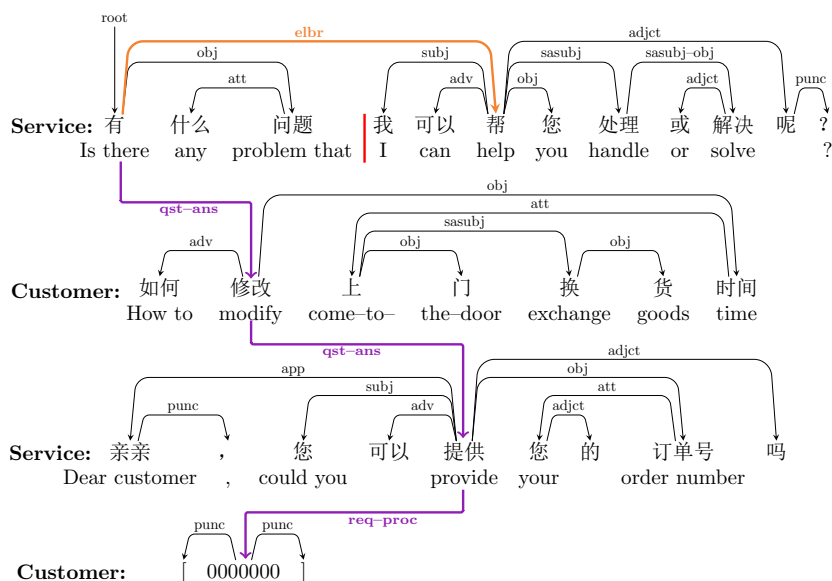 root
elbr
adjct
obj
subj
sasubj
sasubj–obj
att
adv
obj
adjct
punc
Service: 有 什么 问题 我 可以 帮 您 处理 或 解决 呢 ?
Is there any problem that I can help you handle or solve ?
obj
qst–ans
att
sasubj
adv
obj
obj
Customer: 如何 修改 上 门 换 货 时间
How to modify come–to– the–door exchange goods time
qst–ans
adjct
app
obj
subj
att
punc
adv
adjct
Service: 亲亲 , 您 可以 提供 您 的 订单号 吗
Dear customer , could you provide your order number
req–proc
punc
punc
Customer: [ 0000000 ]